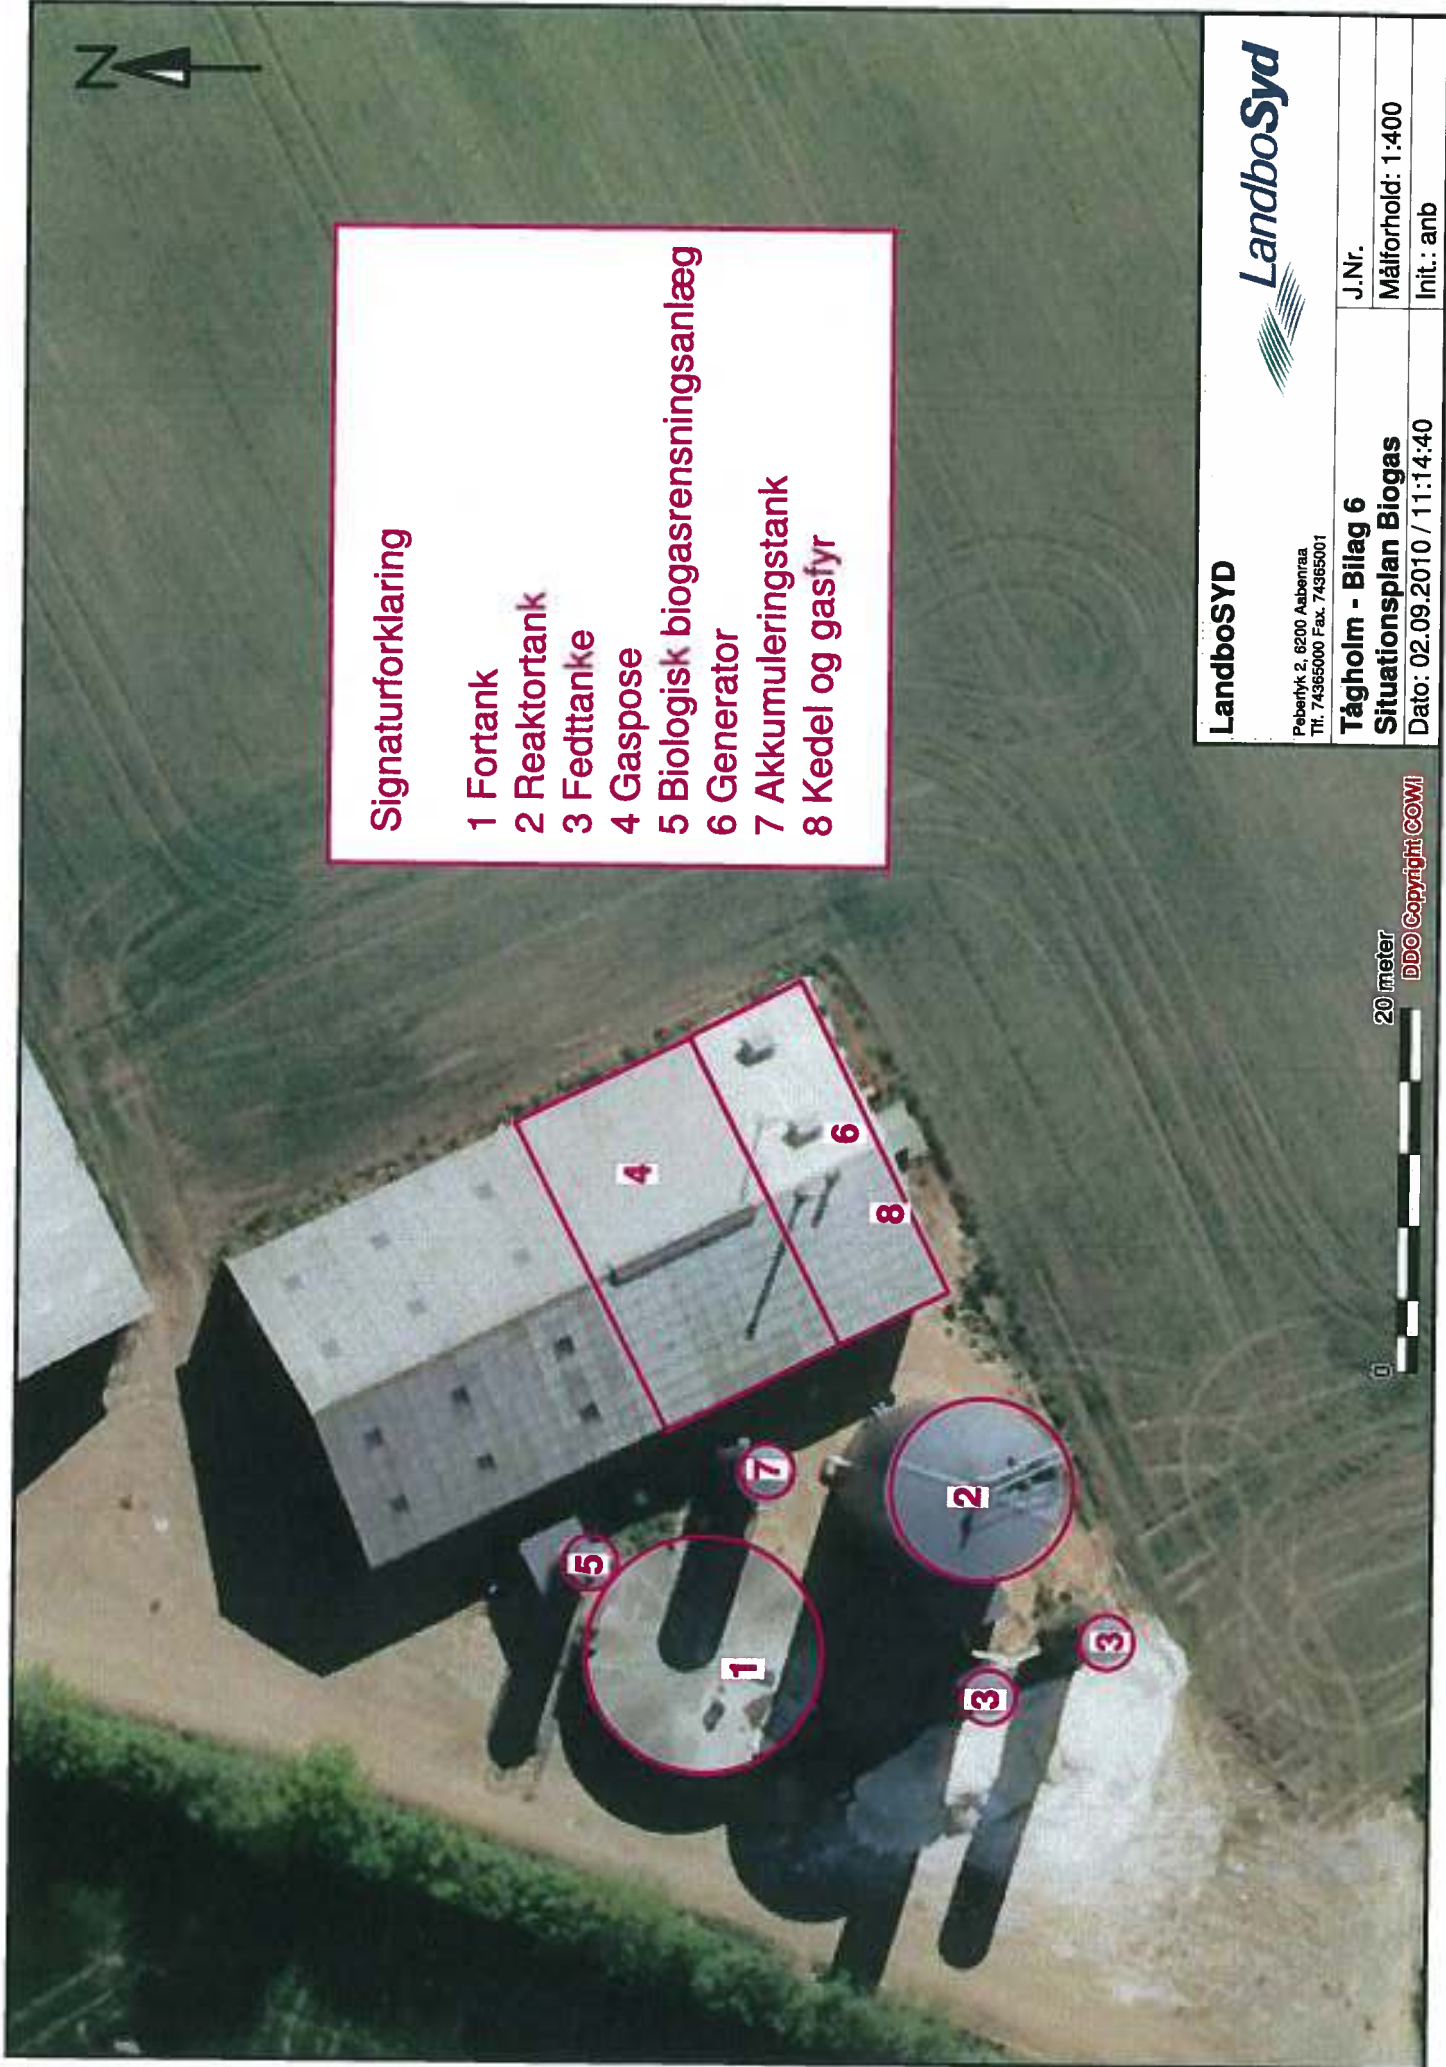 N
Signaturforklaring
1 Fortank
2 Reaktortank
3 Fedttanke
4 Gaspose
5 Biologisk biogasrensningsanlæg
6 Generator
7 Akkumuleringstank
8 Kedel og gasfyr
4
6
8
5
7
1
2
3
3
0
20 meter
DDO Copyright COWI
LandboSYD
LandboSyd
Peberlyk 2, 6200 Aabenraa
Tlf. 74365000 Fax. 74365001
Tågholm - Bilag 6
J.Nr.
Situationsplan Biogas
Målforhold: 1:400
Dato: 02.09.2010 / 11:14:40
Init.: anb